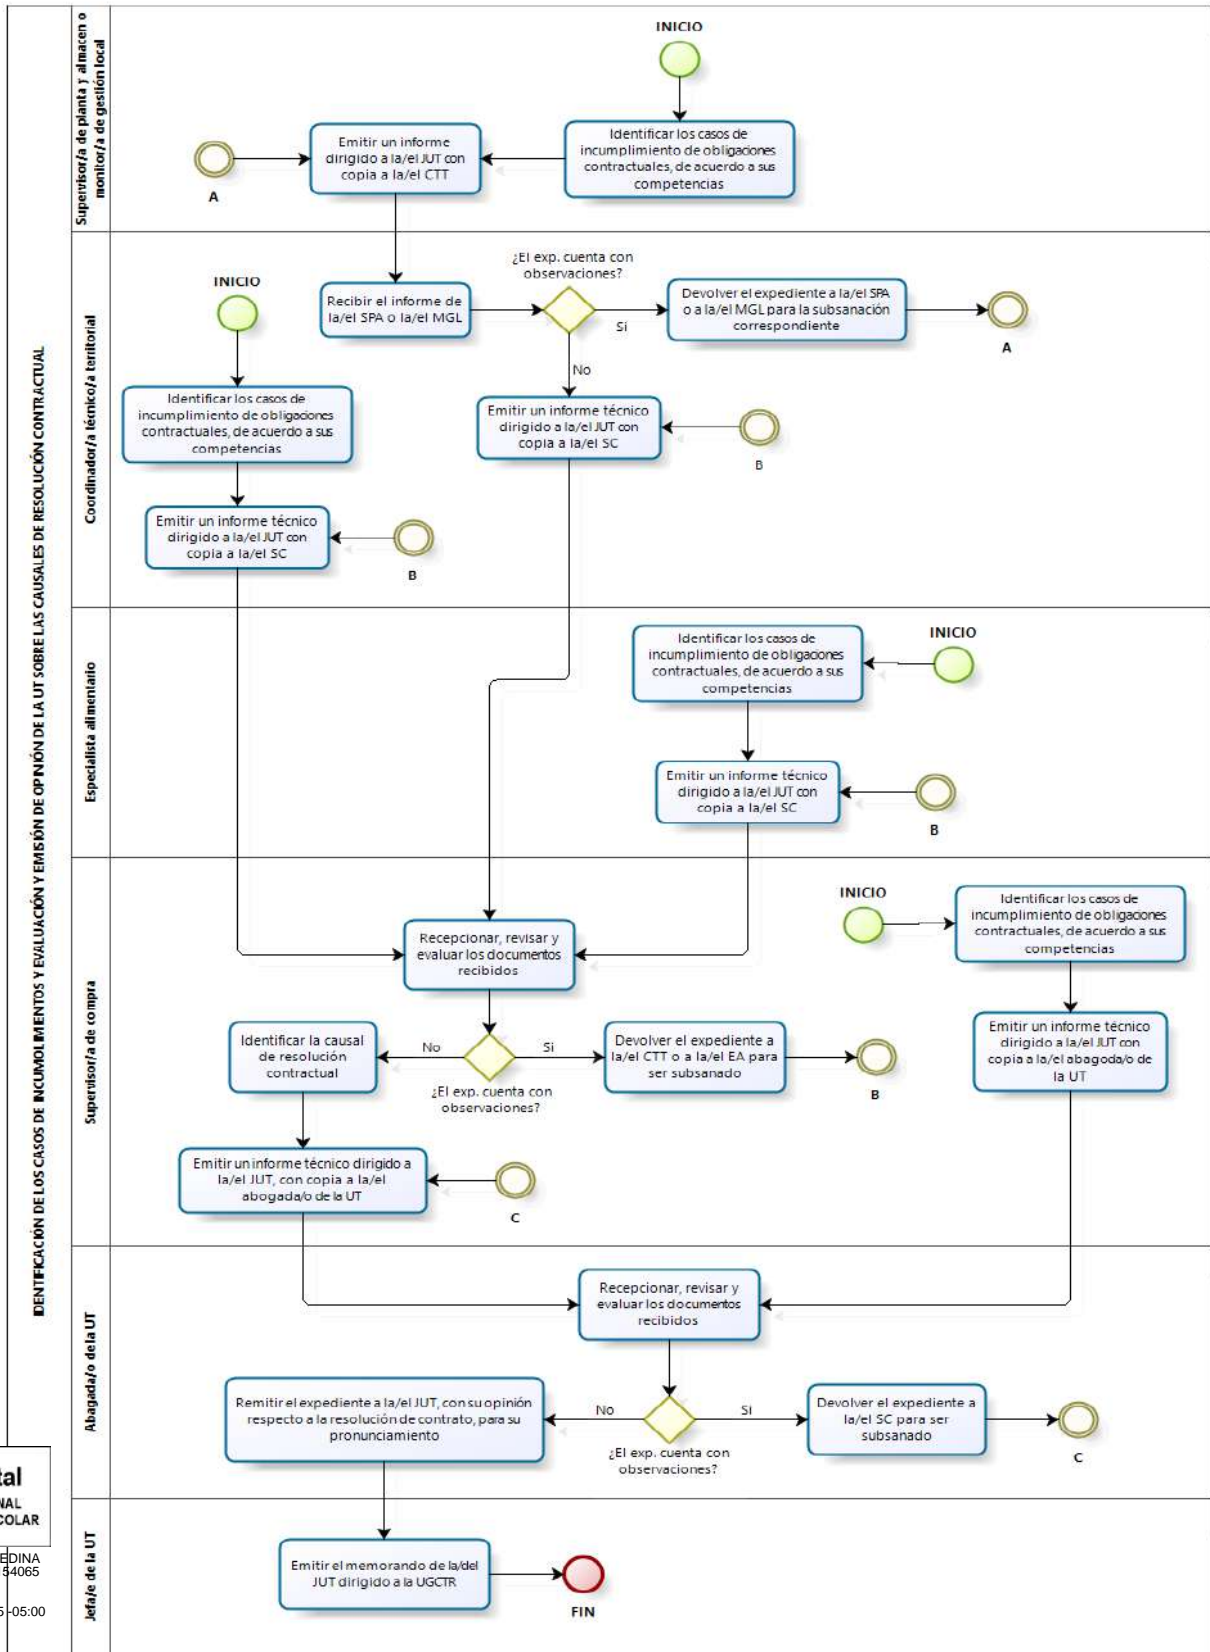 IDENTIFICACIÓN DE LOS CASOS DE INCUMOLIMENTOS Y EVALUACIÓN Y EMISIÓN DE OPINIÓN DE LA UT SOBRE LAS CAUSALES DE RESOLUCIÓN CONTRACTUAL
Supervisor/a de planta y almacen o
monitor/a de gestión local
INICIO
Emitir un informe
dirigido a la/el JUT con
copia a la/el CTT
Identificar los casos de
incumplimiento de obligaciones
contractuales, de acuerdo a sus
competencias
A
Coordinador/a técnico/a territorial
¿El exp. cuenta con
observaciones?
INICIO
Recibir el informe de
la/el SPA o la/el MGL
Si
Devolver el expediente a la/el SPA
o a la/el MGL para la subsanación
correspondiente
A
No
Identificar los casos de
incumplimiento de obligaciones
contractuales, de acuerdo a sus
competencias
Emitir un informe técnico
dirigido a la/el JUT con
copia a la/el SC
B
Emitir un informe técnico
dirigido a la/el JUT con
copia a la/el SC
B
Especialista alimentario
Identificar los casos de
incumplimiento de obligaciones
contractuales, de acuerdo a sus
competencias
INICIO
Emitir un informe técnico
dirigido a la/el JUT con
copia a la/el SC
B
Supervisor/a de compra
INICIO
Identificar los casos de
incumplimiento de obligaciones
contractuales, de acuerdo a sus
competencias
Recepcionar, revisar y
evaluar los documentos
recibidos
Identificar la causal
de resolución
contractual
No
Si
¿El exp. cuenta con
observaciones?
Devolver el expediente a
la/el CTT o a la/el EA para
ser subsanado
B
Emitir un informe técnico
dirigido a la/el JUT con
copia a la/el abagoda/o de
la UT
Emitir un informe técnico dirigido a
la/el JUT, con copia a la/el
abogada/o de la UT
C
Abagada/o de la UT
Recepcionar, revisar y
evaluar los documentos
recibidos
Remitir el expediente a la/el JUT, con su opinión
respecto a la resolución de contrato, para su
pronunciamiento
No
Si
¿El exp. cuenta con
observaciones?
Devolver el expediente a
la/el SC para ser
subsanado
C
Jefa/e de la UT
Emitir el memorando de la/del
JUT dirigido a la UGCTR
FIN
tal
NAL
COLAR
EDINA
54065
-05:00